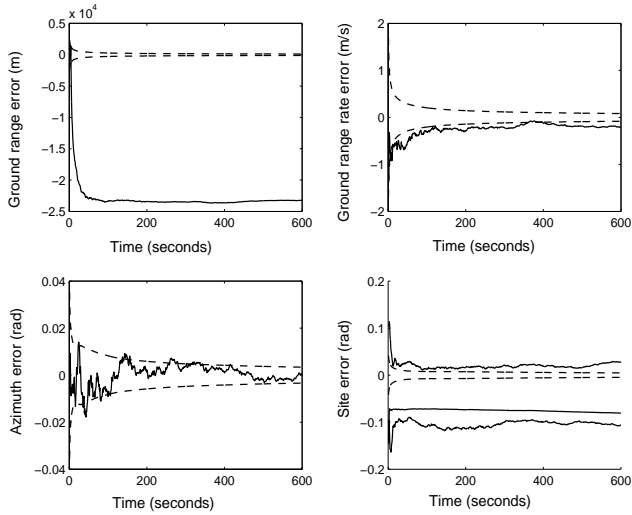 x 10⁴
0.5
0
−0.5
−1
−1.5
−2
−2.5
0 200 400 600
Time (seconds)
Ground range error (m)
2
1
0
−1
−2
0 200 400 600
Time (seconds)
Ground range rate error (m/s)
0.04
0.02
0
−0.02
−0.04
0 200 400 600
Time (seconds)
Azimuth error (rad)
0.2
0.1
0
−0.1
−0.2
0 200 400 600
Time (seconds)
Site error (rad)